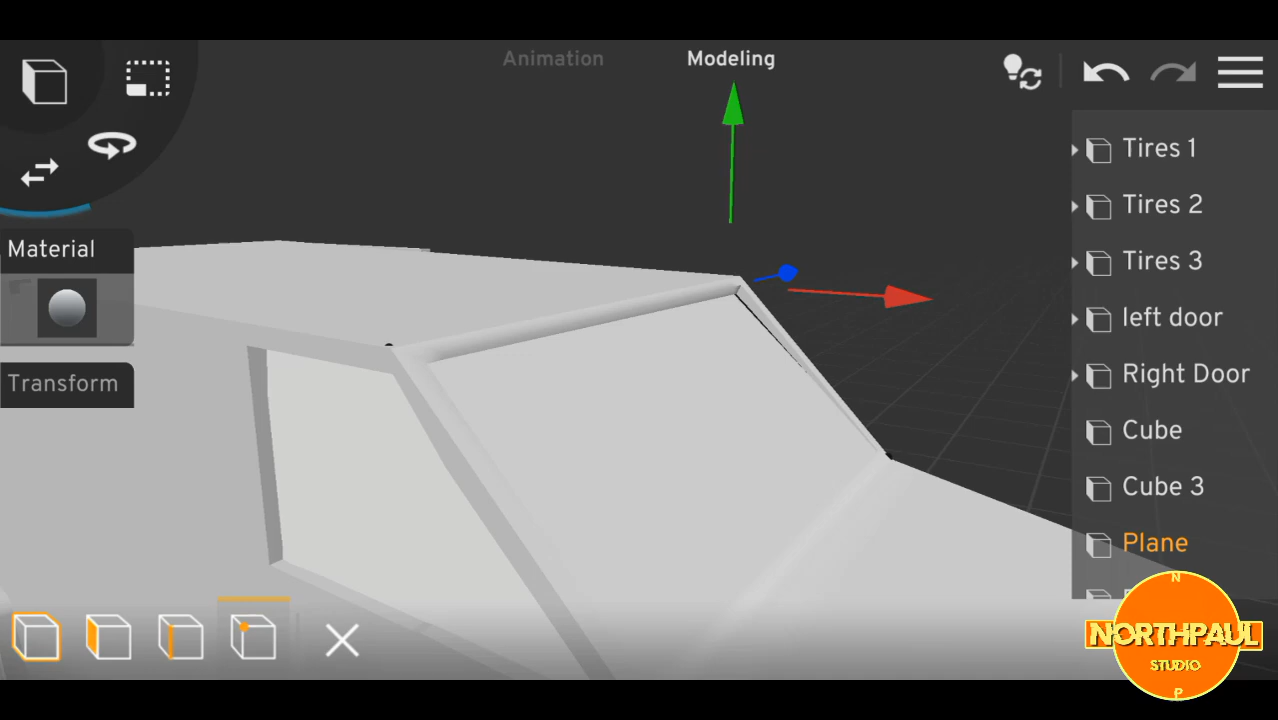 Animation
Modeling
Material
Transform
Tires 1
Tires 2
Tires 3
left door
Right Door
Cube
Cube 3
Plane
N
NORTHPAUL
STUDIO
P